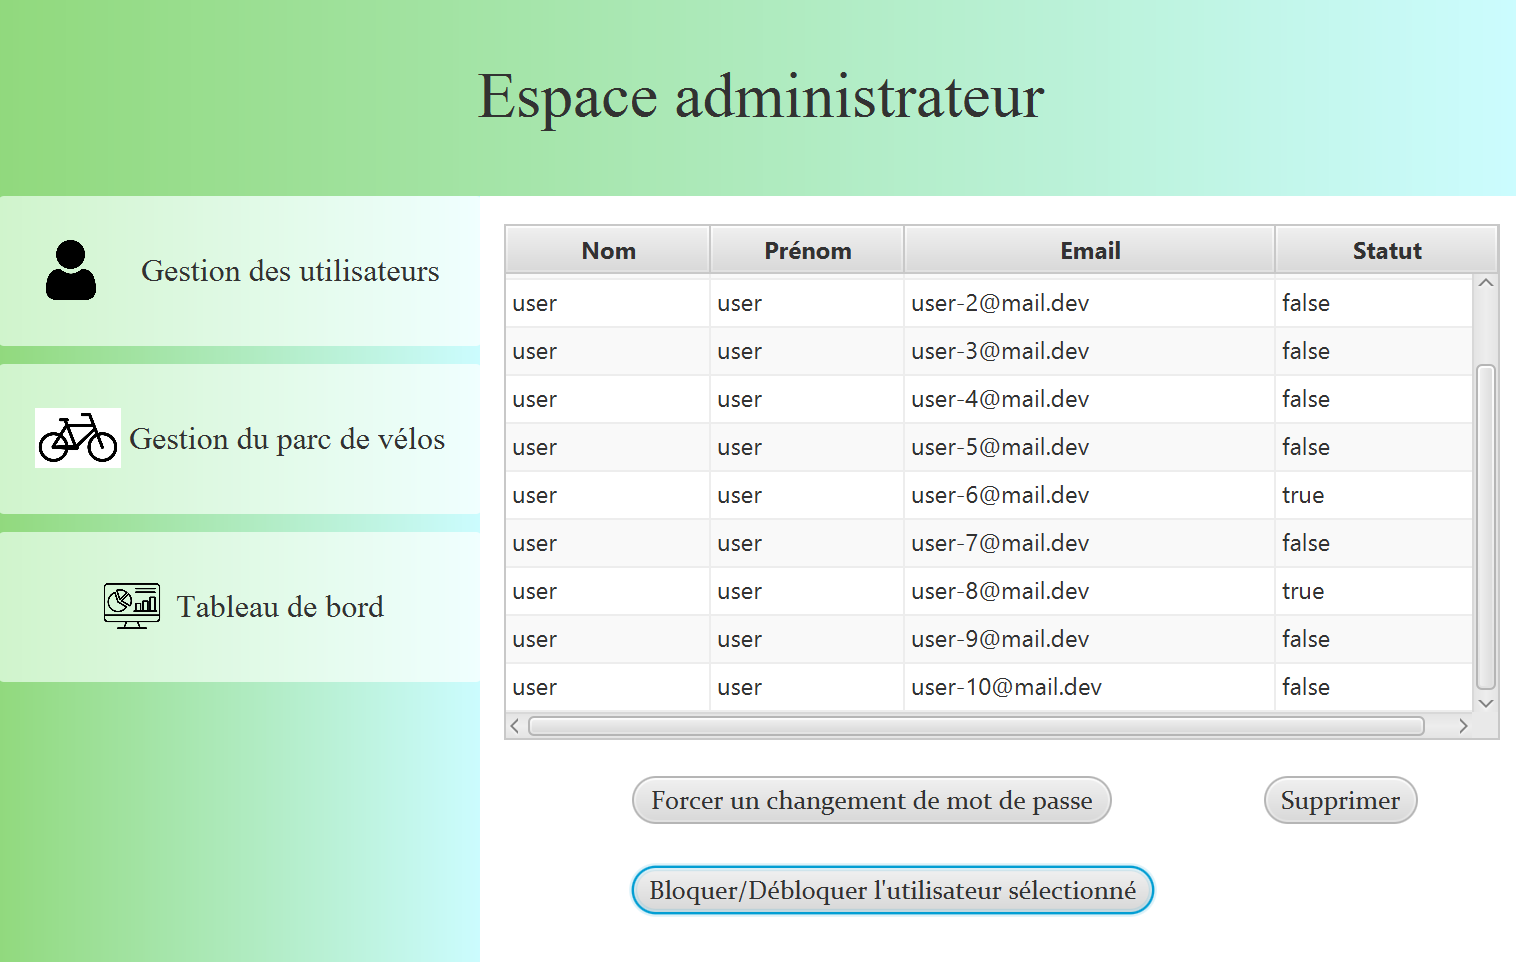 Espace administrateur
Gestion des utilisateurs
Gestion du parc de vélos
Tableau de bord
Nom Prénom Email Statut
user user user-2@mail.dev false
user user user-3@mail.dev false
user user user-4@mail.dev false
user user user-5@mail.dev false
user user user-6@mail.dev true
user user user-7@mail.dev false
user user user-8@mail.dev true
user user user-9@mail.dev false
user user user-10@mail.dev false
Forcer un changement de mot de passe Supprimer
Bloquer/Débloquer l'utilisateur sélectionné